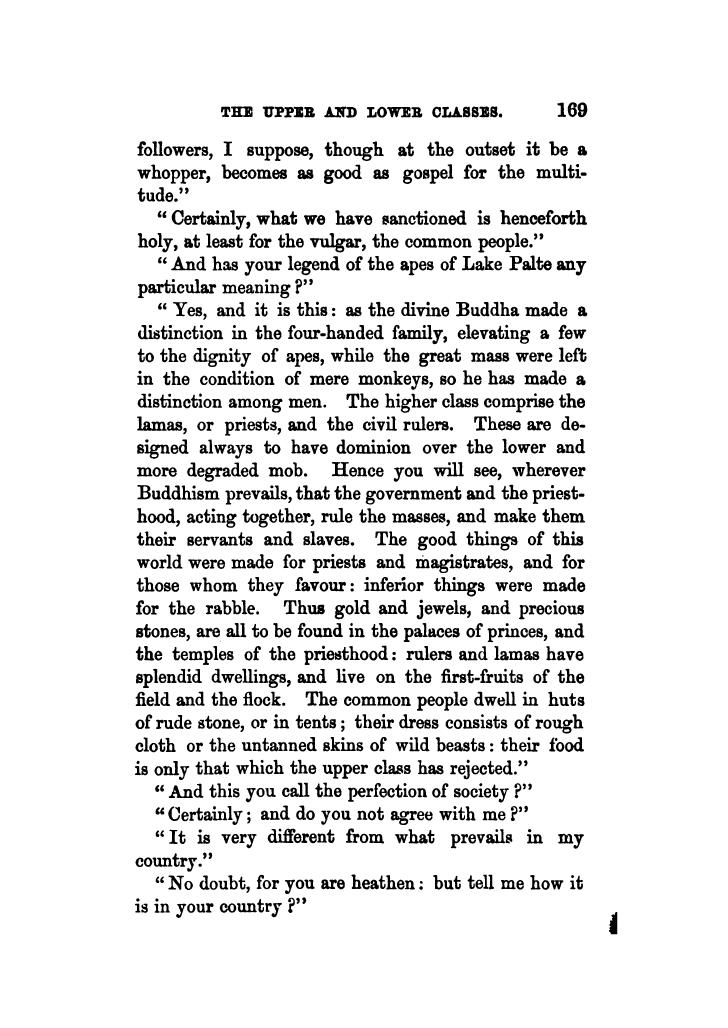 THE UPPER AND LOWER CLASSES. 169
followers, I suppose, though at the outset it be a
whopper, becomes as good as gospel for the multi-
tude."
"Certainly, what we have sanctioned is henceforth
holy, at least for the vulgar, the common people."
"And has your legend of the apes of Lake Palte any
particular meaning?"
"Yes, and it is this: as the divine Buddha made a
distinction in the four-handed family, elevating a few
to the dignity of apes, while the great mass were left
in the condition of mere monkeys, so he has made a
distinction among men. The higher class comprise the
lamas, or priests, and the civil rulers. These are de-
signed always to have dominion over the lower and
more degraded mob. Hence you will see, wherever
Buddhism prevails, that the government and the priest-
hood, acting together, rule the masses, and make them
their servants and slaves. The good things of this
world were made for priests and magistrates, and for
those whom they favour: inferior things were made
for the rabble. Thus gold and jewels, and precious
stones, are all to be found in the palaces of princes, and
the temples of the priesthood: rulers and lamas have
splendid dwellings, and live on the first-fruits of the
field and the flock. The common people dwell in huts
of rude stone, or in tents; their dress consists of rough
cloth or the untanned skins of wild beasts: their food
is only that which the upper class has rejected."
"And this you call the perfection of society?"
"Certainly; and do you not agree with me?"
"It is very different from what prevails in my
country."
"No doubt, for you are heathen: but tell me how it
is in your country?"